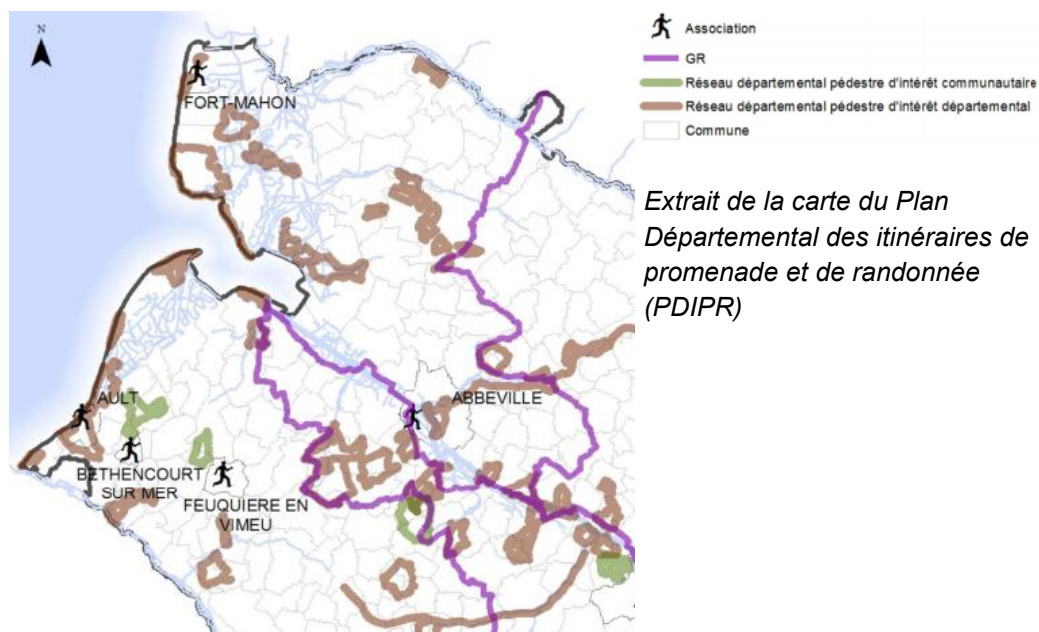 N
FORT-MAHON
AULT
ABBEVILLE
BETHENCOURT
SUR MER
FEUQUIERE EN
VIMEU
Association
GR
Réseau départemental pédestre d'intérêt communautaire
Réseau départemental pédestre d'intérêt départemental
Commune
Extrait de la carte du Plan
Départemental des itinéraires de
promenade et de randonnée
(PDIPR)